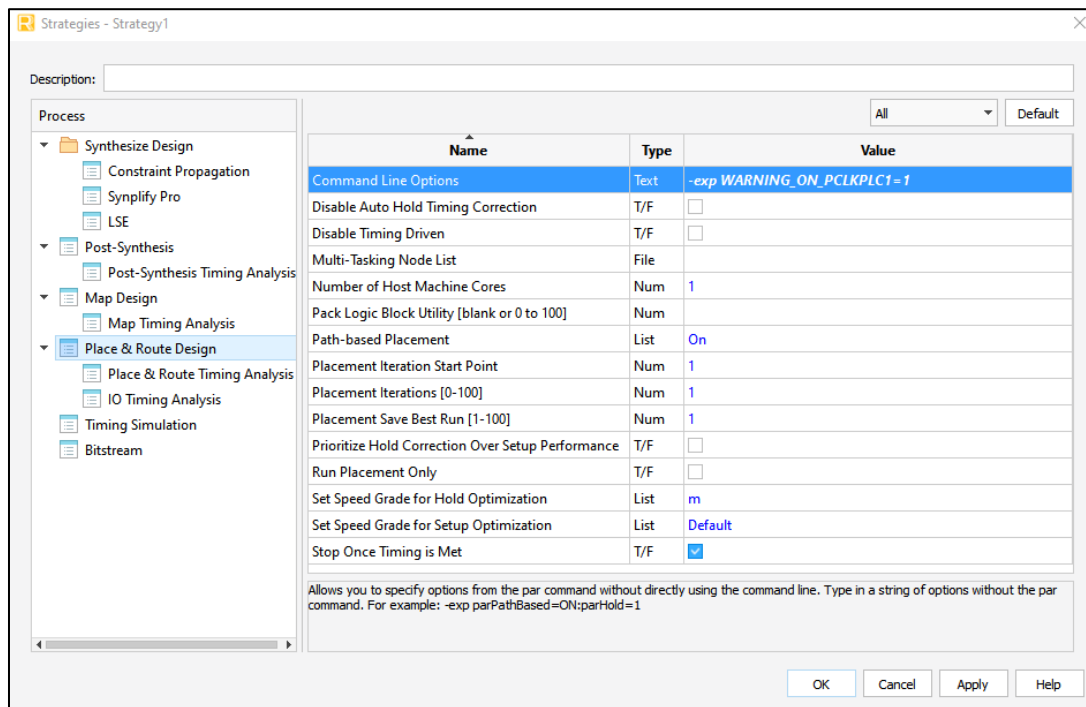 Strategies - Strategy1
Description:
Process
All
Default
Synthesize Design
Constraint Propagation
Synplify Pro
LSE
Post-Synthesis
Post-Synthesis Timing Analysis
Map Design
Map Timing Analysis
Place & Route Design
Place & Route Timing Analysis
IO Timing Analysis
Timing Simulation
Bitstream
Name Type Value
Command Line Options Text -exp WARNING_ON_PCLKPLC1=1
Disable Auto Hold Timing Correction T/F
Disable Timing Driven T/F
Multi-Tasking Node List File
Number of Host Machine Cores Num 1
Pack Logic Block Utility [blank or 0 to 100] Num
Path-based Placement List On
Placement Iteration Start Point Num 1
Placement Iterations [0-100] Num 1
Placement Save Best Run [1-100] Num 1
Prioritize Hold Correction Over Setup Performance T/F
Run Placement Only T/F
Set Speed Grade for Hold Optimization List m
Set Speed Grade for Setup Optimization List Default
Stop Once Timing is Met T/F
Allows you to specify options from the par command without directly using the command line. Type in a string of options without the par
command. For example: -exp parPathBased=ON:parHold=1
OK Cancel Apply Help